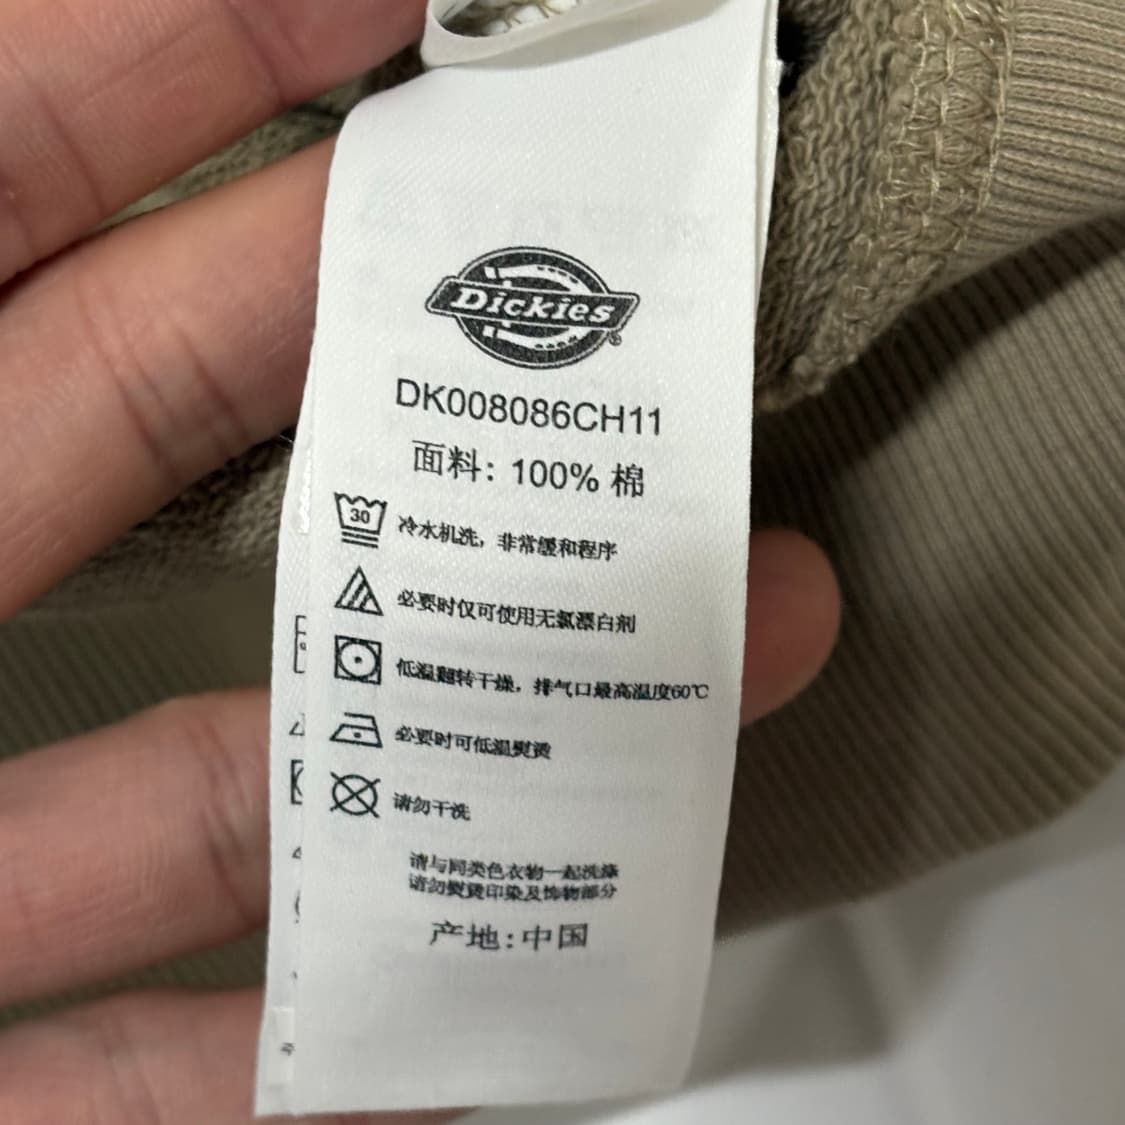 Dickies
DK008086CH11
面料: 100% 棉
30
冷水机洗，非常缓和程序
必要时仅可使用无氯漂白剂
低温翻转干燥，排气口最高温度60℃
必要时可低温熨烫
请勿干洗
请与同类色衣物一起洗涤
请勿熨烫印染及饰物部分
产地:中国